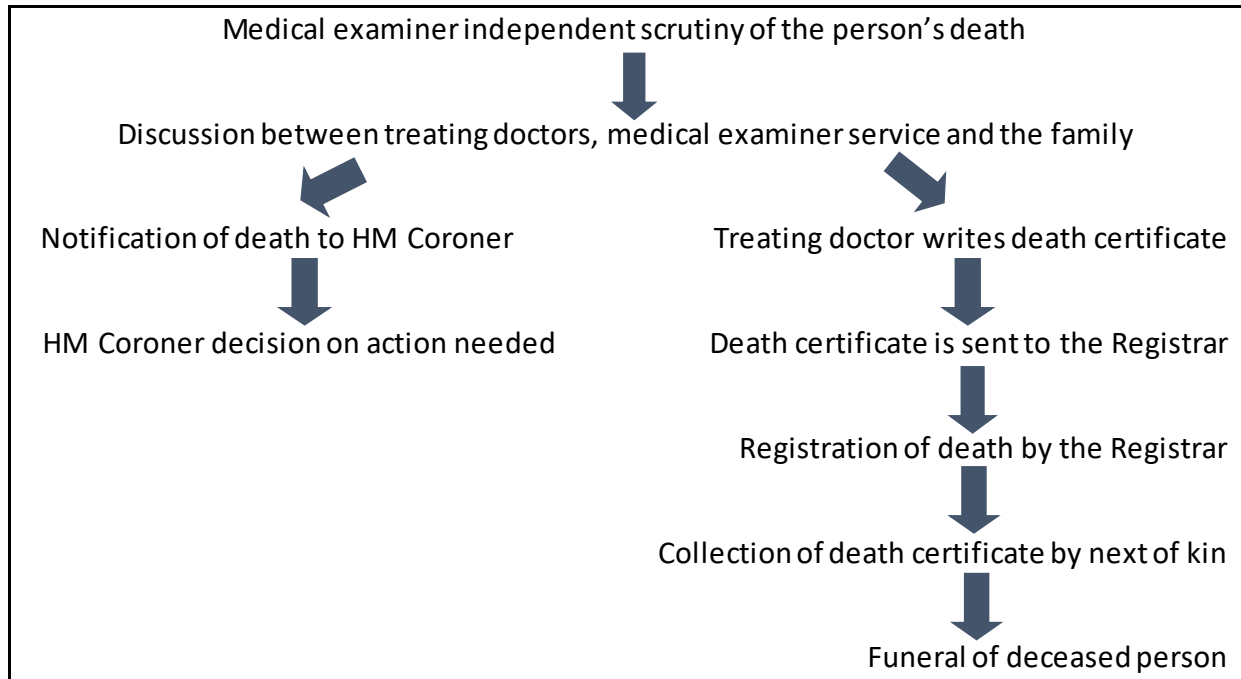 Medical examiner independent scrutiny of the person’s death
Discussion between treating doctors, medical examiner service and the family
Notification of death to HM Coroner
Treating doctor writes death certificate
HM Coroner decision on action needed
Death certificate is sent to the Registrar
Registration of death by the Registrar
Collection of death certificate by next of kin
Funeral of deceased person